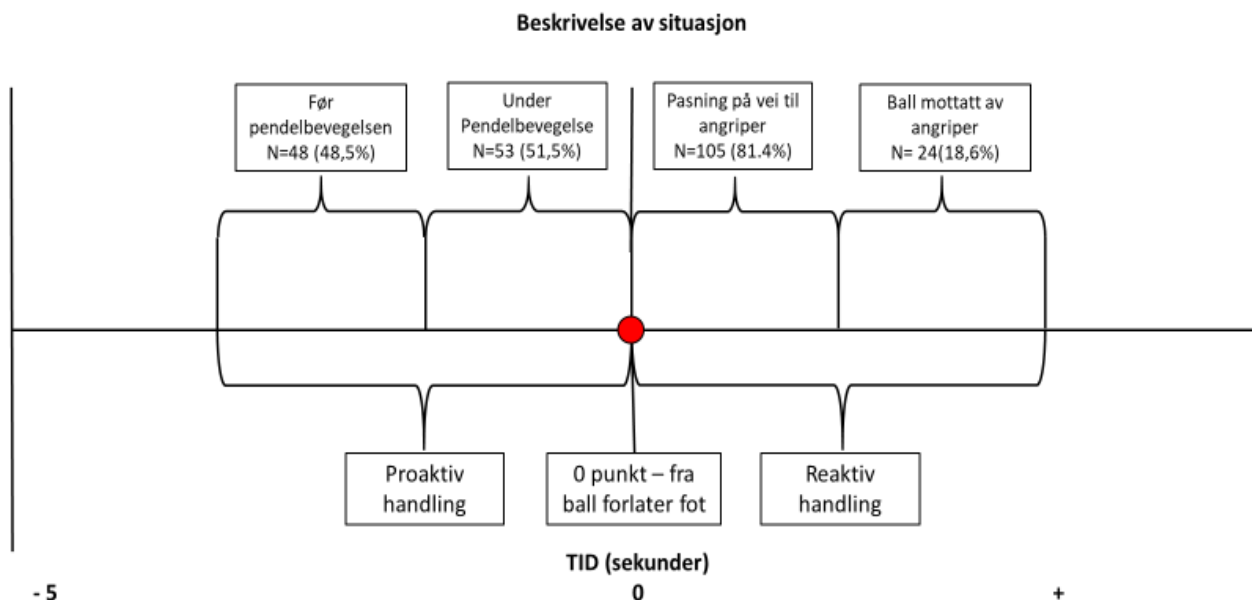 Beskrivelse av situasjon
Før
pendelbevegelsen
N=48 (48,5%)
Under
Pendelbevegelse
N=53 (51,5%)
Pasning på vei til
angriper
N=105 (81.4%)
Ball mottatt av
angriper
N= 24(18,6%)
Proaktiv
handling
0 punkt – fra
ball forlater fot
Reaktiv
handling
TID (sekunder)
- 5
0
+